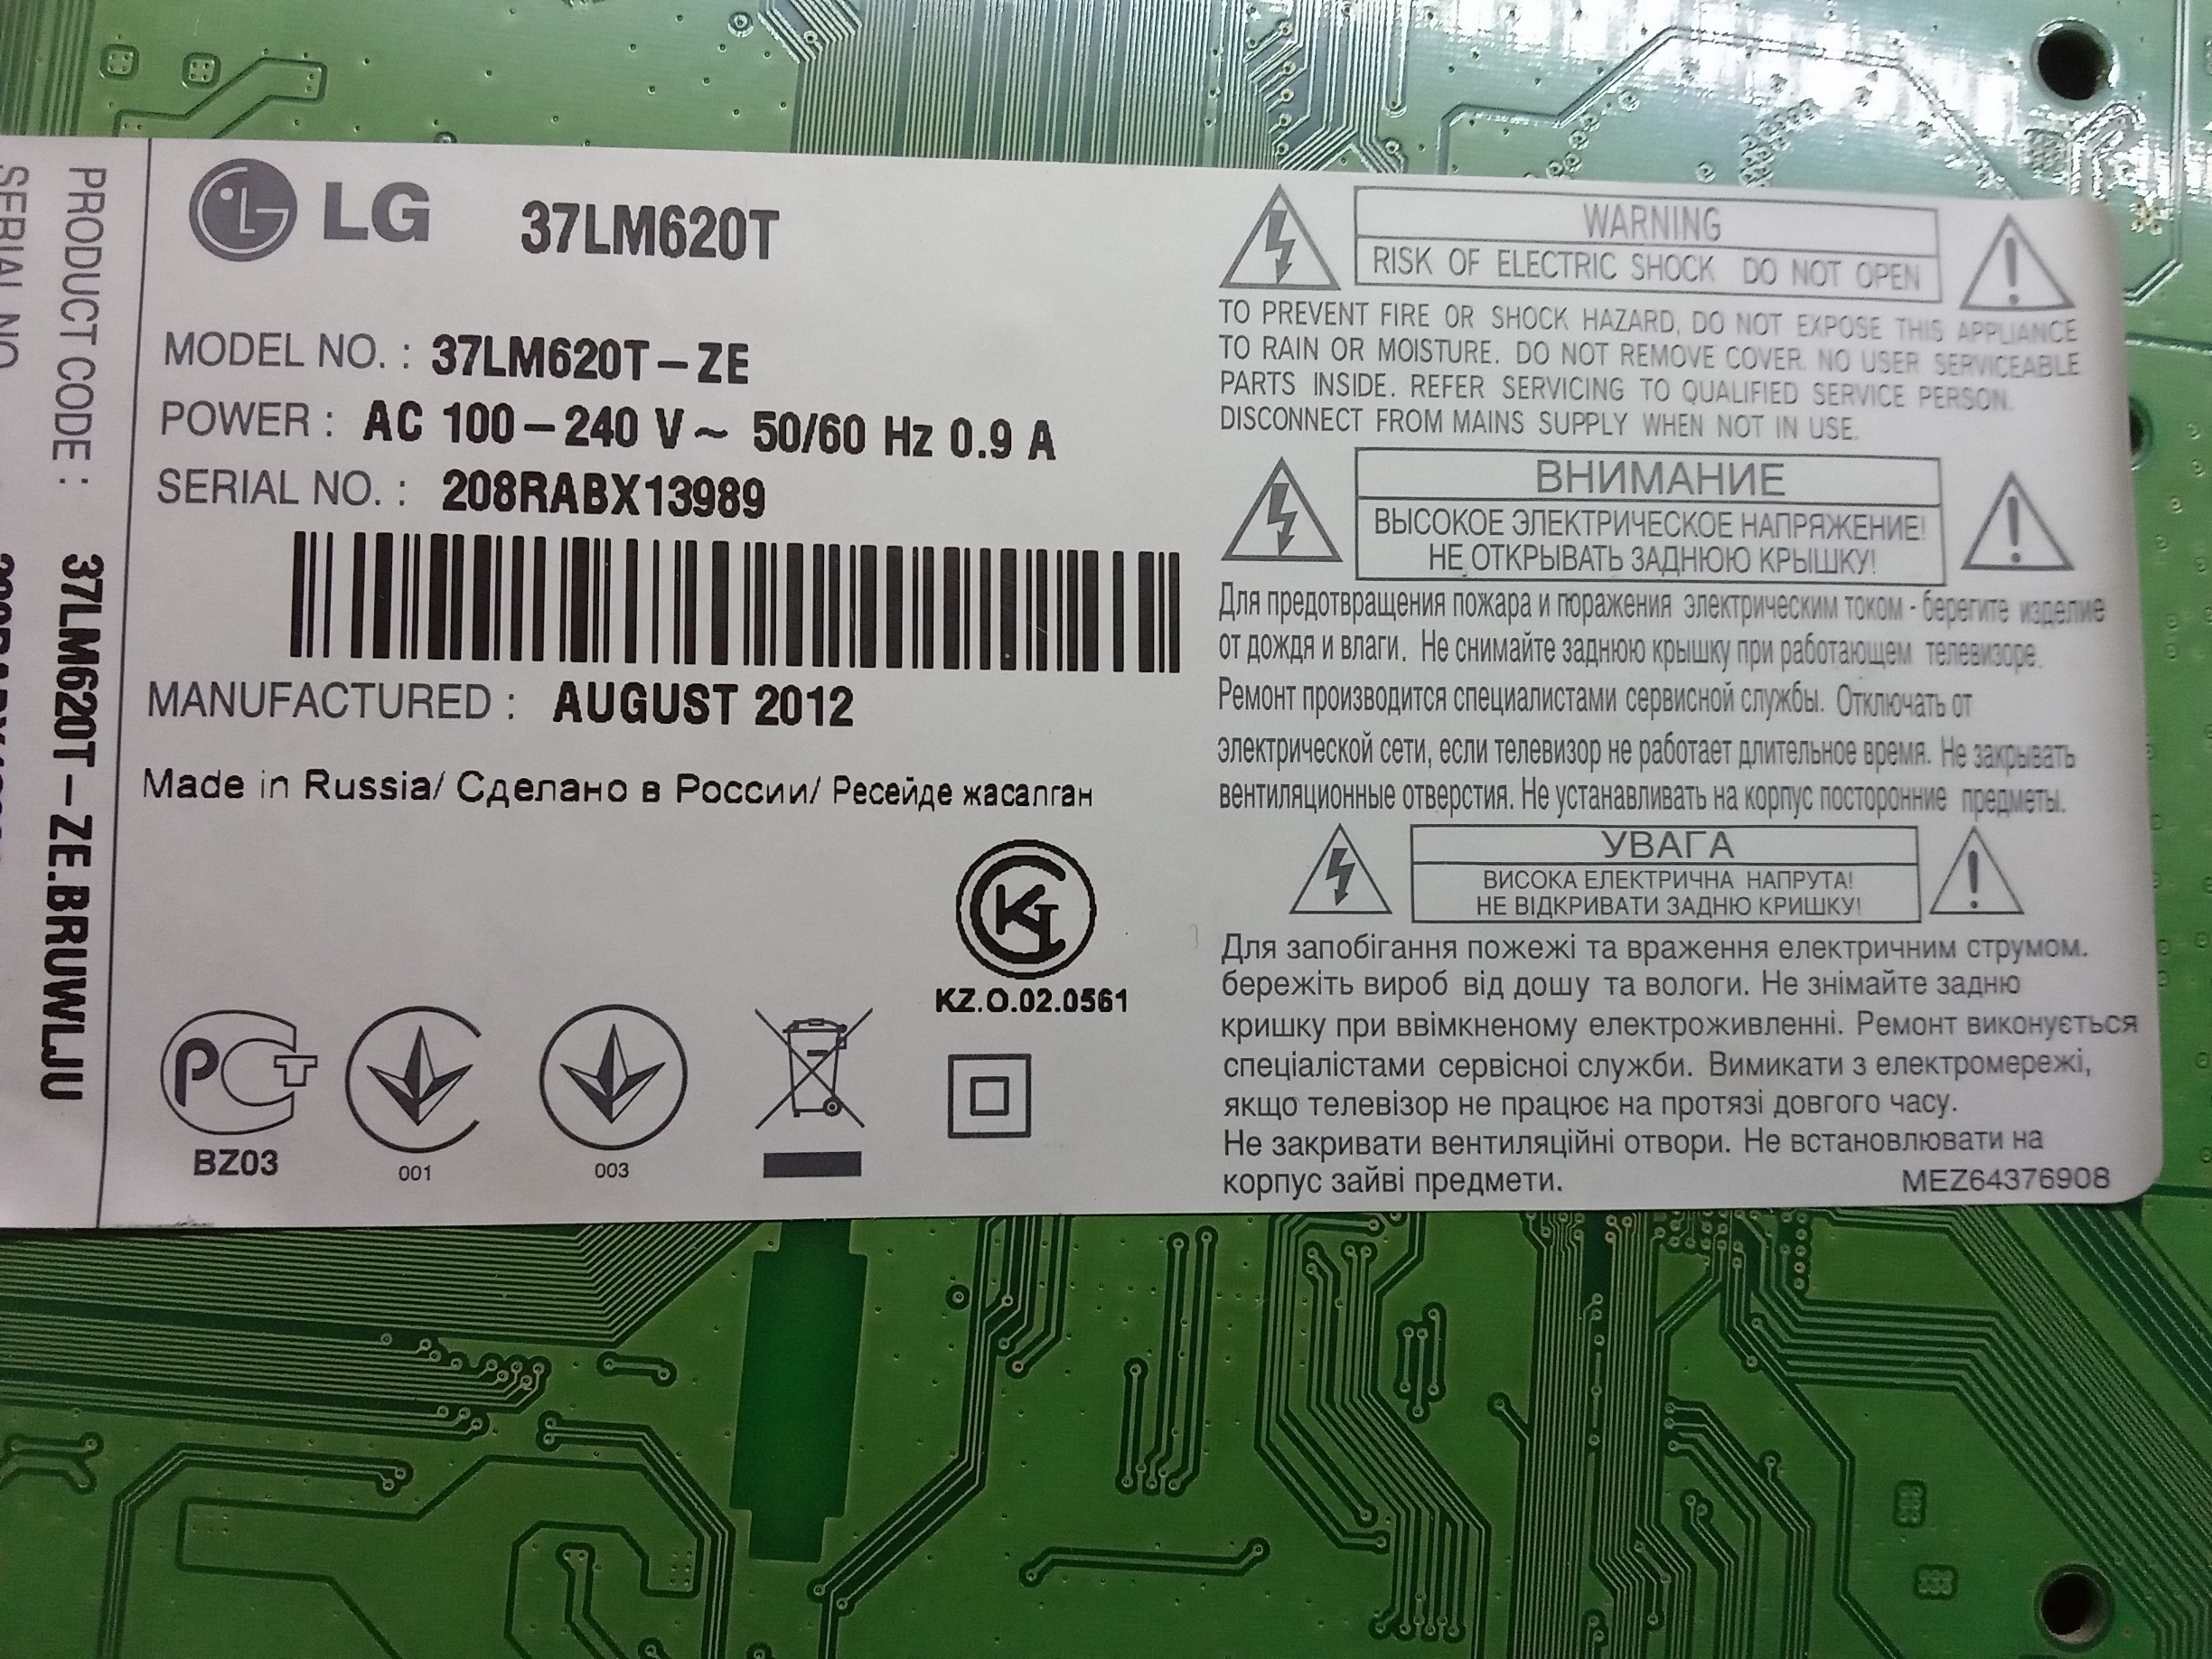 PRODUCT CODE : 37LM620T-ZE.BRUWLJU
SERIAL NO
LG 37LM620T
MODEL NO. : 37LM620T-ZE
POWER : AC 100-240 V~ 50/60 Hz 0.9 A
SERIAL NO. : 208RABX13989
MANUFACTURED : AUGUST 2012
Made in Russia/ Сделано в России/ Ресейде жасалган
KZ.O.02.0561
BZ03
001
003
WARNING
RISK OF ELECTRIC SHOCK DO NOT OPEN
TO PREVENT FIRE OR SHOCK HAZARD, DO NOT EXPOSE THIS APPLIANCE
TO RAIN OR MOISTURE. DO NOT REMOVE COVER. NO USER SERVICEABLE
PARTS INSIDE. REFER SERVICING TO QUALIFIED SERVICE PERSON.
DISCONNECT FROM MAINS SUPPLY WHEN NOT IN USE.
ВНИМАНИЕ
ВЫСОКОЕ ЭЛЕКТРИЧЕСКОЕ НАПРЯЖЕНИЕ!
НЕ ОТКРЫВАТЬ ЗАДНЮЮ КРЫШКУ!
Для предотвращения пожара и поражения электрическим током - берегите изделие
от дождя и влаги. Не снимайте заднюю крышку при работающем телевизоре.
Ремонт производится специалистами сервисной службы. Отключать от
электрической сети, если телевизор не работает длительное время. Не закрывать
вентиляционные отверстия. Не устанавливать на корпус посторонние предметы.
УВАГА
ВИСОКА ЕЛЕКТРИЧНА НАПРУТА!
НЕ ВІДКРИВАТИ ЗАДНЮ КРИШКУ!
Для запобігання пожежі та враження електричним струмом.
бережіть вироб від дошу та вологи. Не знімайте задню
кришку при ввімкненому електроживленні. Ремонт виконується
спеціалістами сервісної служби. Вимикати з електромережі,
якщо телевізор не працює на протязі довгого часу.
Не закривати вентиляційні отвори. Не встановлювати на
корпус зайві предмети.
MEZ64376908